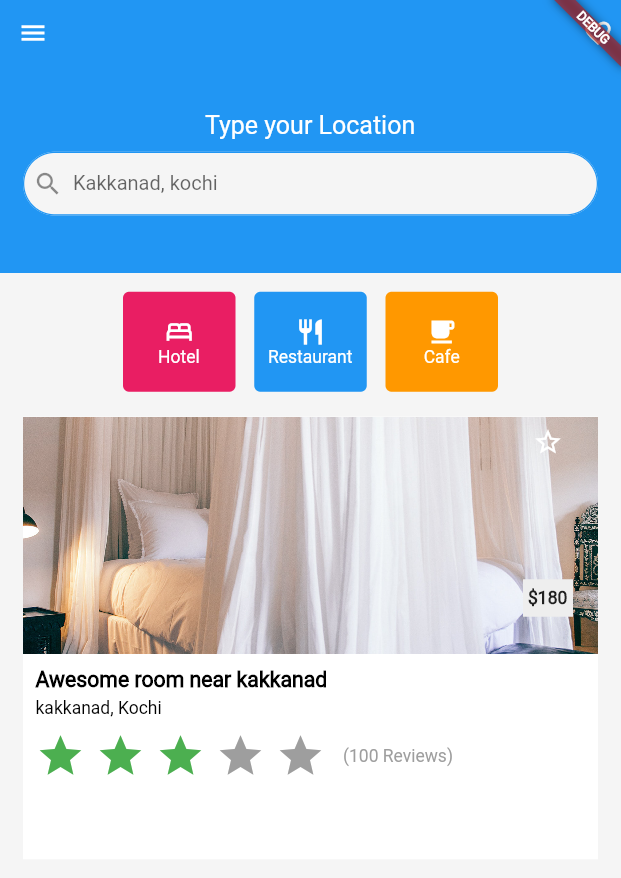 DEBUG
Type your Location
Kakkanad, kochi
Hotel
Restaurant
Cafe
$180
Awesome room near kakkanad
kakkanad, Kochi
(100 Reviews)